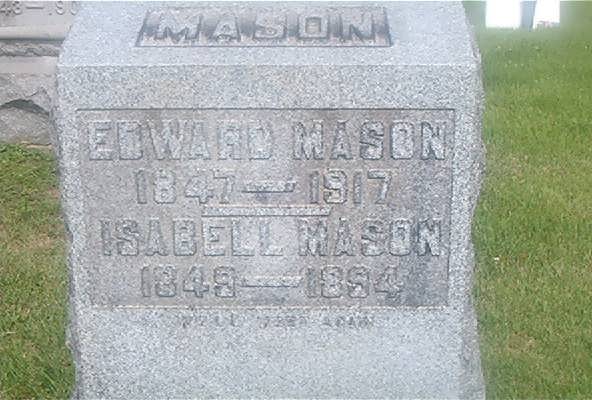 MASON
EDWARD MASON
1847 — 1917
ISABELL MASON
1849 — 1894